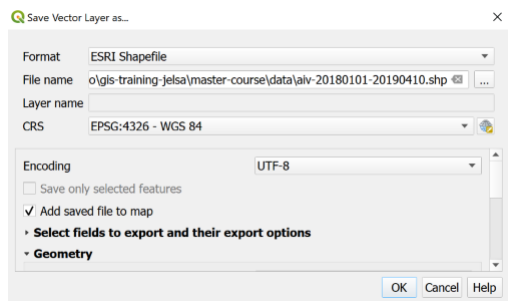 Save Vector Layer as...
Format ESRI Shapefile
File name o\gis-training-jelsa\master-course\data\aiv-20180101-20190410.shp ...
Layer name
CRS EPSG:4326 - WGS 84
Encoding UTF-8
Save only selected features
Add saved file to map
Select fields to export and their export options
Geometry
OK Cancel Help